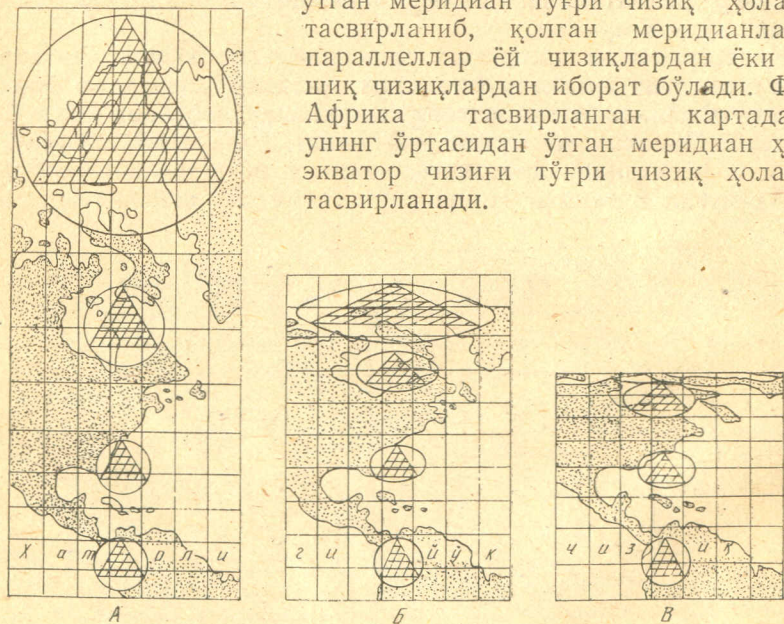 ўтган меридиан тўғри чизиқ ҳола
тасвирланиб, қолган меридианла
параллеллар ёй чизиқлардан ёки
шиқ чизиқлардан иборат бўлади. Ф
Африка тасвирланган картада
унинг ўртасидан ўтган меридиан ҳ
экватор чизиғи тўғри чизиқ ҳола
тасвирланади.
Х а т о л и
г и й ў к
ч и з и қ
А
Б
В